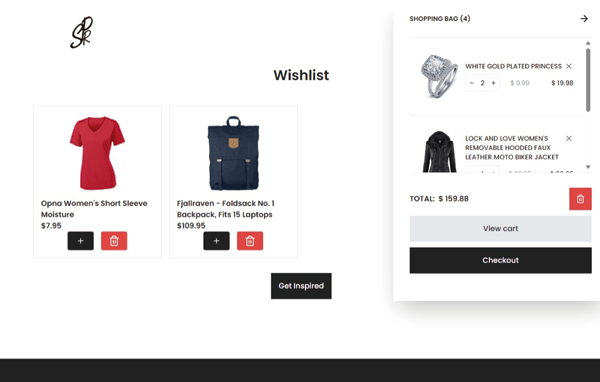 SPR
Wishlist
Opna Women's Short Sleeve
Moisture
$7.95
+
Fjallraven - Foldsack No. 1
Backpack, Fits 15 Laptops
$109.95
+
Get Inspired
SHOPPING BAG (4)
WHITE GOLD PLATED PRINCESS
− 2 + $ 9.99 $ 19.98
LOCK AND LOVE WOMEN'S
REMOVABLE HOODED FAUX
LEATHER MOTO BIKER JACKET
TOTAL: $ 159.88
View cart
Checkout